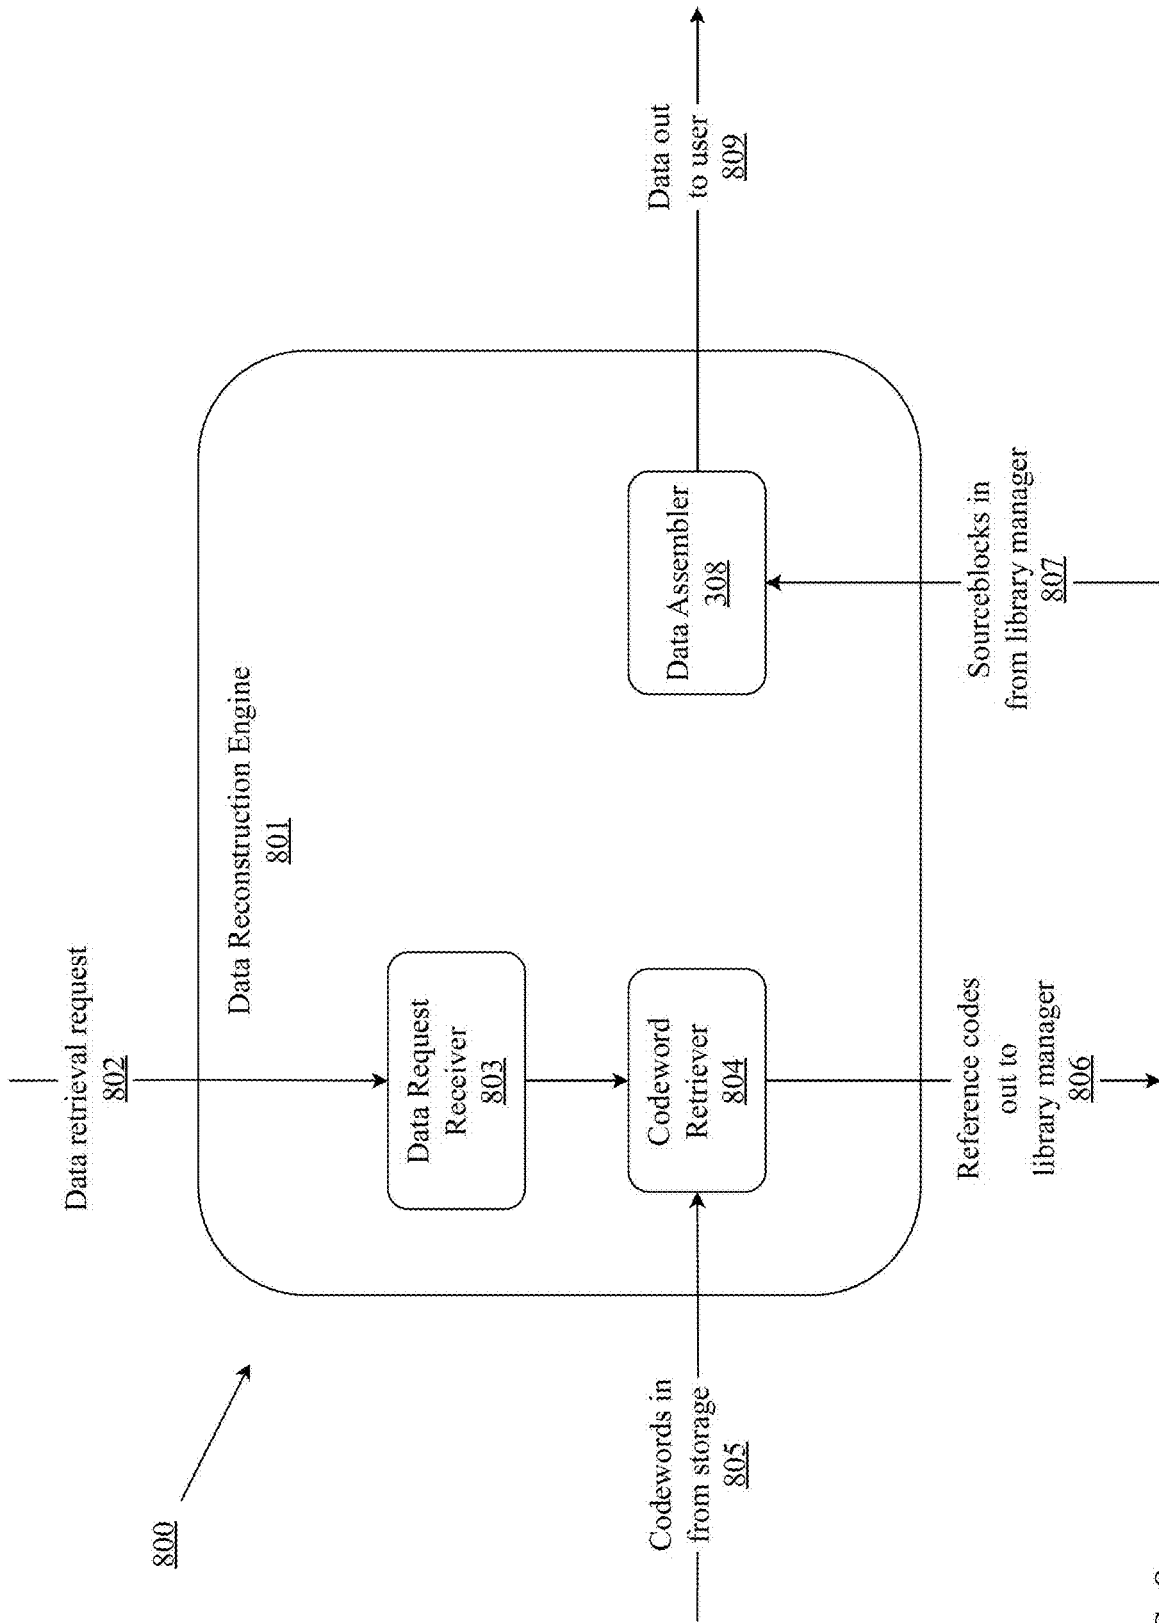 800
Data retrieval request
802
Data Reconstruction Engine
801
Data Request
Receiver
803
Codewords in
from storage
805
Codeword
Retriever
804
Data Assembler
308
Data out
to user
809
Reference codes
out to
library manager
806
Sourceblocks in
from library manager
807